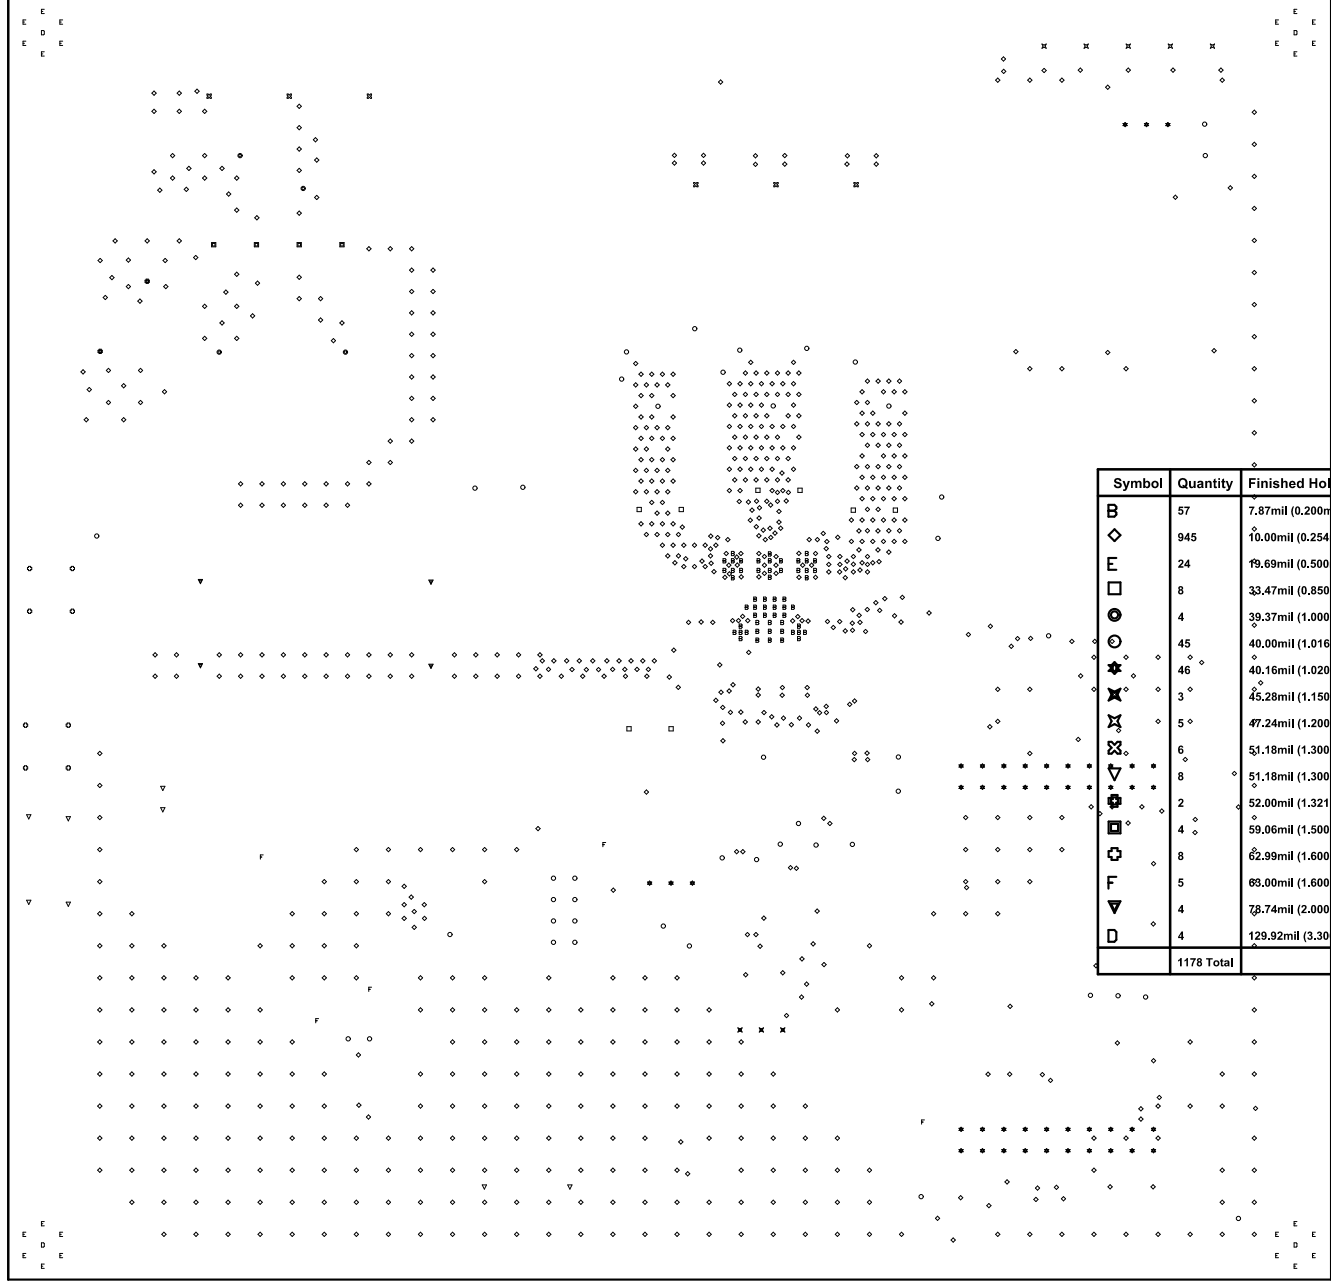 Symbol Quantity Finished Hol
B 57 7.87mil (0.200m
945 10.00mil (0.254
E 24 19.69mil (0.500
8 33.47mil (0.850
4 39.37mil (1.000
45 40.00mil (1.016
46 40.16mil (1.020
3 45.28mil (1.150
5 47.24mil (1.200
6 51.18mil (1.300
8 51.18mil (1.300
2 52.00mil (1.321
4 59.06mil (1.500
8 62.99mil (1.600
F 5 63.00mil (1.600
4 78.74mil (2.000
D 4 129.92mil (3.30
1178 Total